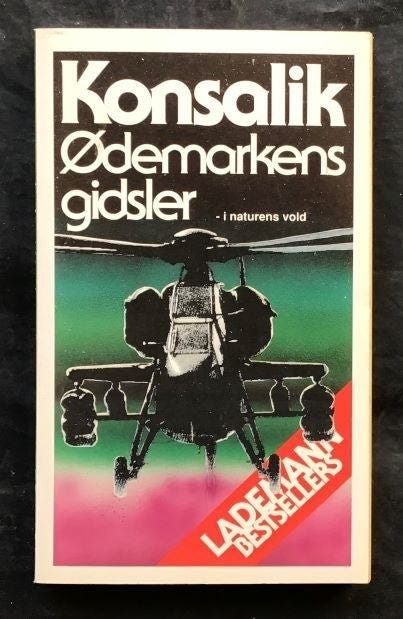 Konsalik
Ødemarkens
gidsler
- i naturens vold
LADEMANN
BESTSELLERS